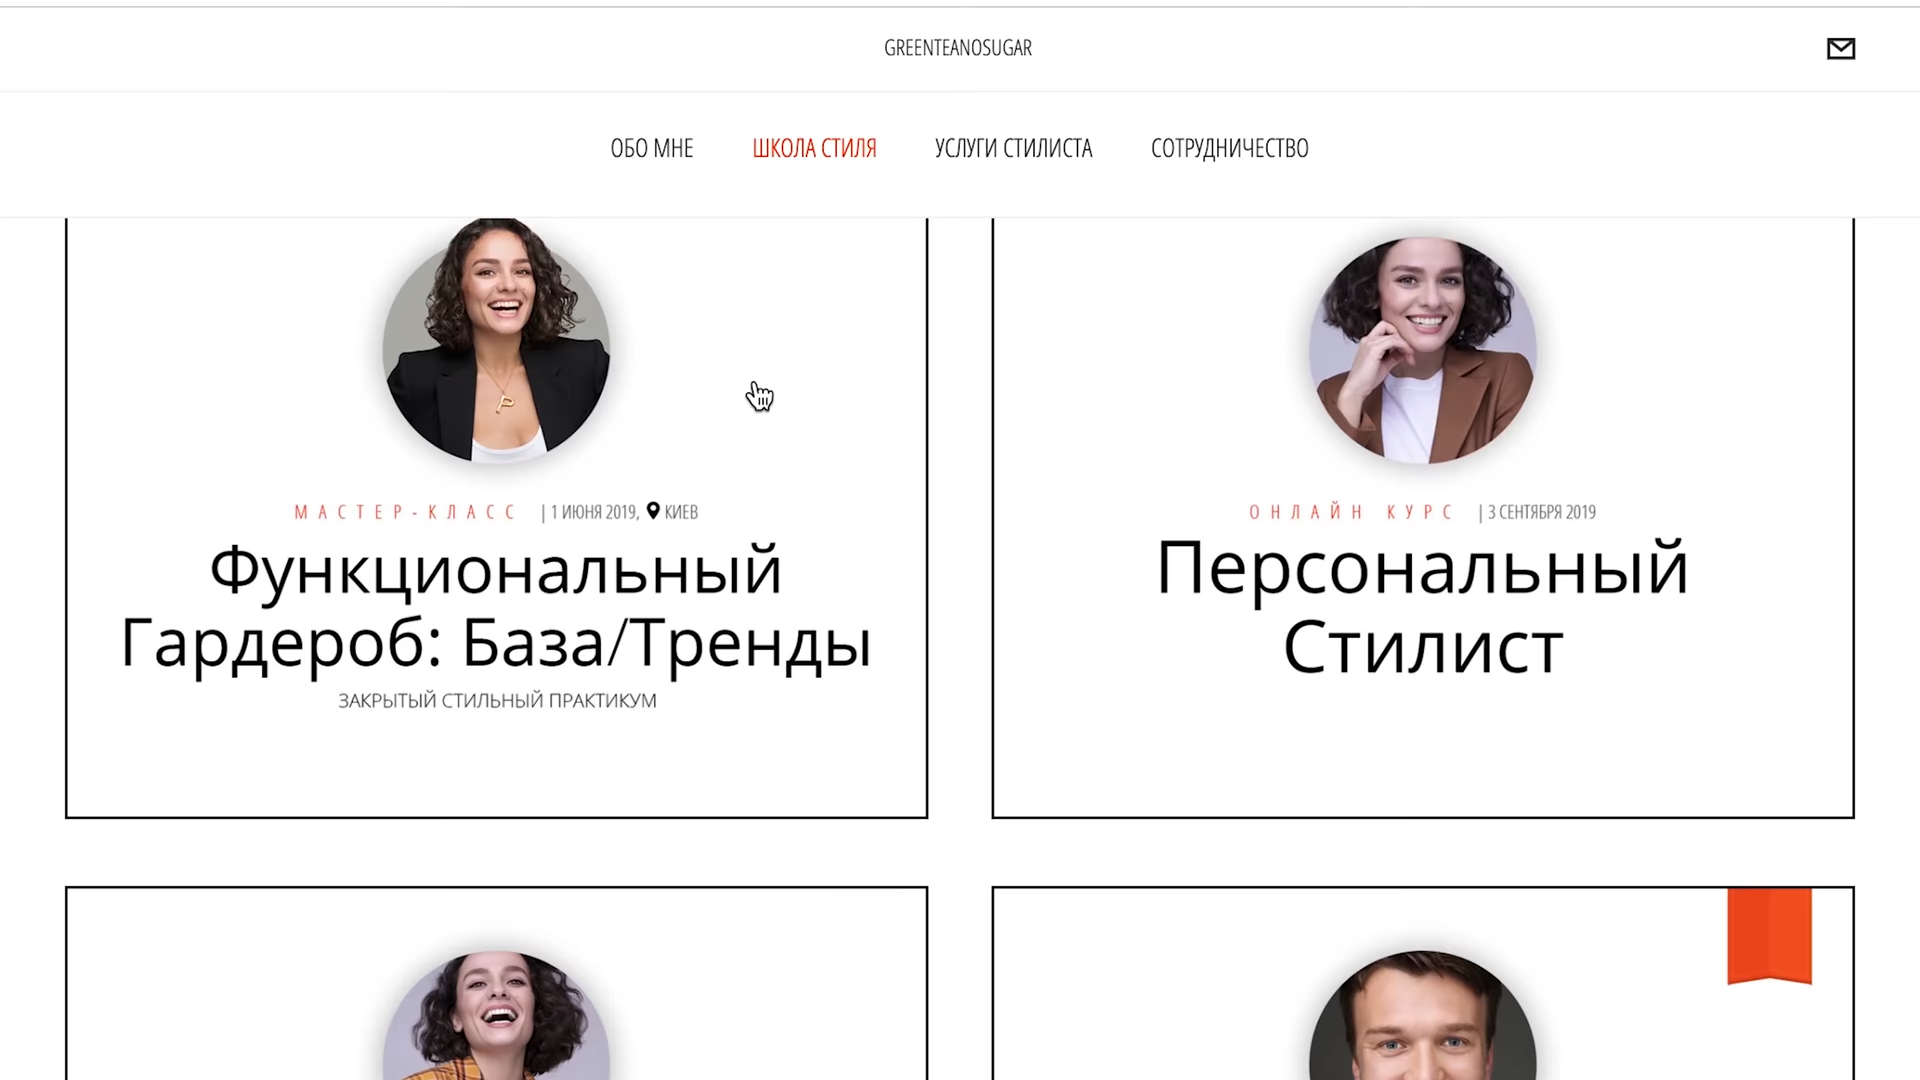 GREENTEANOSUGAR
ОБО МНЕ ШКОЛА СТИЛЯ УСЛУГИ СТИЛИСТА СОТРУДНИЧЕСТВО
МАСТЕР-КЛАСС | 1 ИЮНЯ 2019, КИЕВ
Функциональный
Гардероб: База/Тренды
ЗАКРЫТЫЙ СТИЛЬНЫЙ ПРАКТИКУМ
ОНЛАЙН КУРС | 3 СЕНТЯБРЯ 2019
Персональный
Стилист